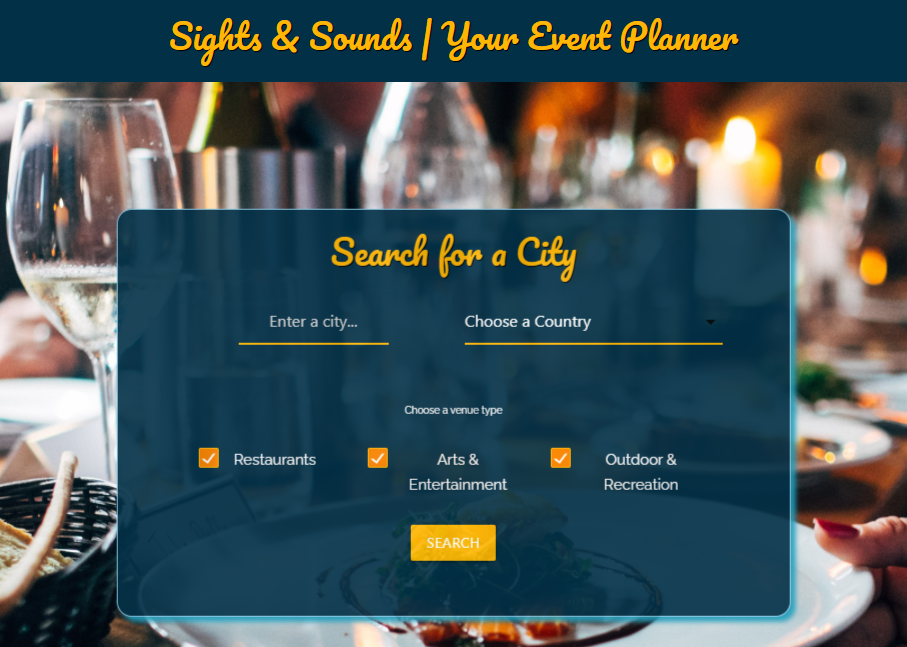 Sights & Sounds | Your Event Planner
Search for a City
Enter a city...
Choose a Country
Choose a venue type
Restaurants
Arts &
Entertainment
Outdoor &
Recreation
SEARCH